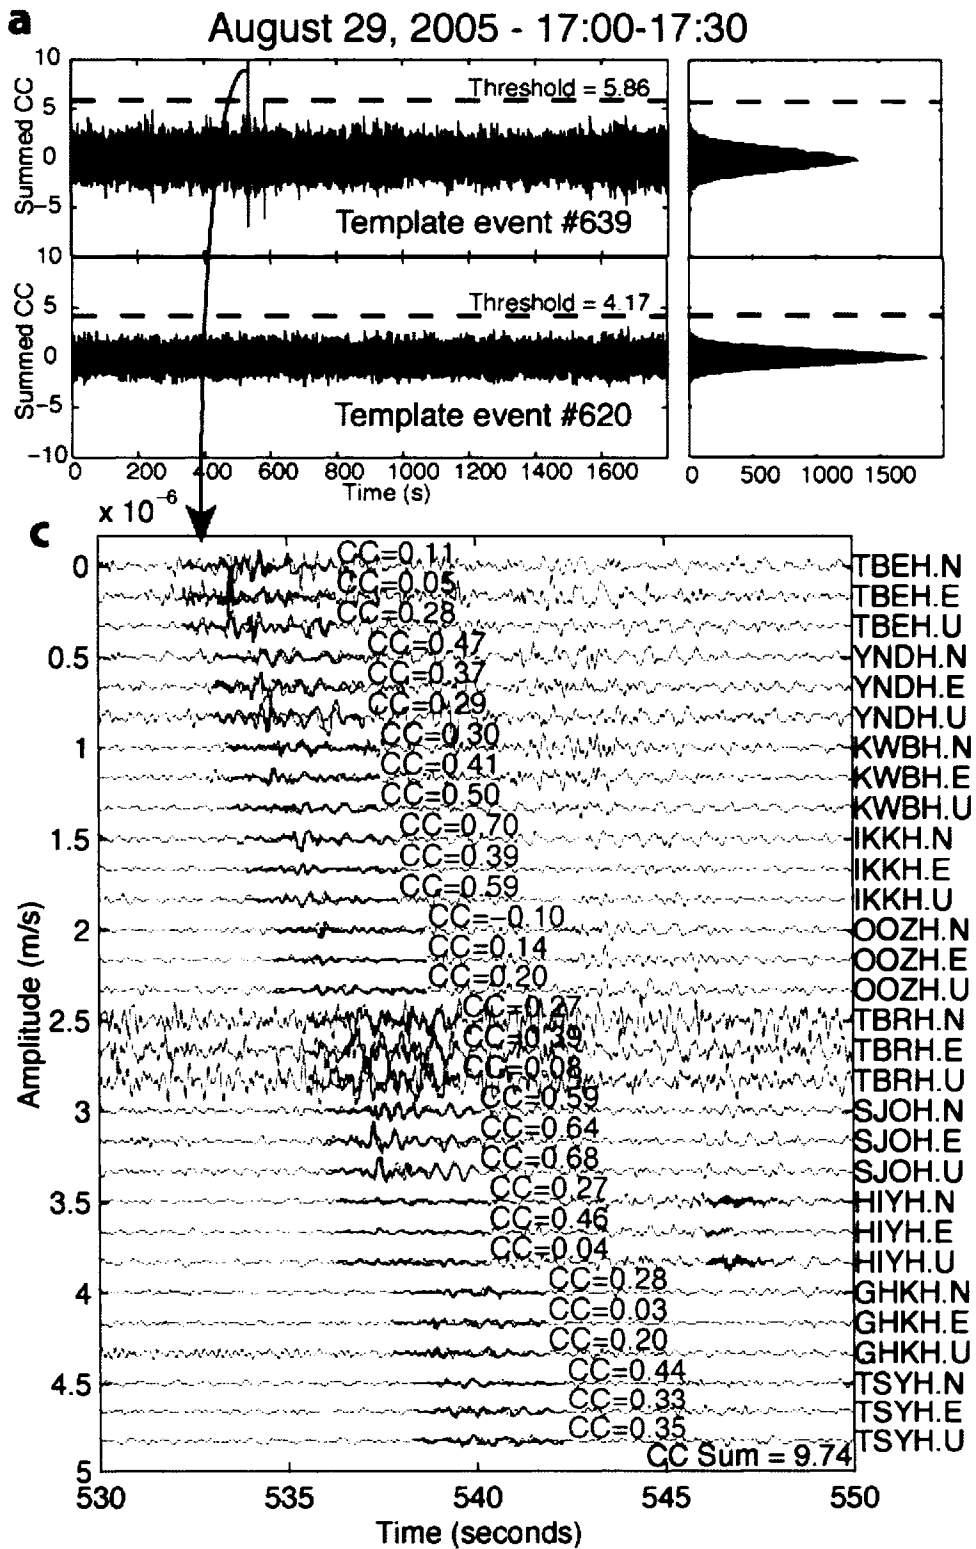 a
August 29, 2005 - 17:00-17:30
10
5
0
−5
Summed CC
Threshold = 5.86
Template event #639
10
5
0
−5
−10
Summed CC
Threshold = 4.17
Template event #620
0 200 400 600 800 1000 1200 1400 1600
Time (s)
0 500 1000 1500
x 10−6
c
CC=0.11 TBEH.N
CC=0.05 TBEH.E
CC=0.28 TBEH.U
CC=0.47 YNDH.N
CC=0.37 YNDH.E
CC=0.29 YNDH.U
CC=0.30 KWBH.N
CC=0.41 KWBH.E
CC=0.50 KWBH.U
CC=0.70 IKKH.N
CC=0.39 IKKH.E
CC=0.59 IKKH.U
CC=−0.10 OOZH.N
CC=0.14 OOZH.E
CC=0.20 OOZH.U
CC=0.27 TBRH.N
TBRH.E
CC=0.08 TBRH.U
CC=0.59 SJOH.N
CC=0.64 SJOH.E
CC=0.68 SJOH.U
CC=0.27 HIYH.N
CC=0.46 HIYH.E
CC=0.04 HIYH.U
CC=0.28 GHKH.N
CC=0.03 GHKH.E
CC=0.20 GHKH.U
CC=0.44 TSYH.N
CC=0.33 TSYH.E
CC=0.35 TSYH.U
CC Sum = 9.74
0
0.5
1
1.5
2
2.5
3
3.5
4
4.5
5
Amplitude (m/s)
530 535 540 545 550
Time (seconds)